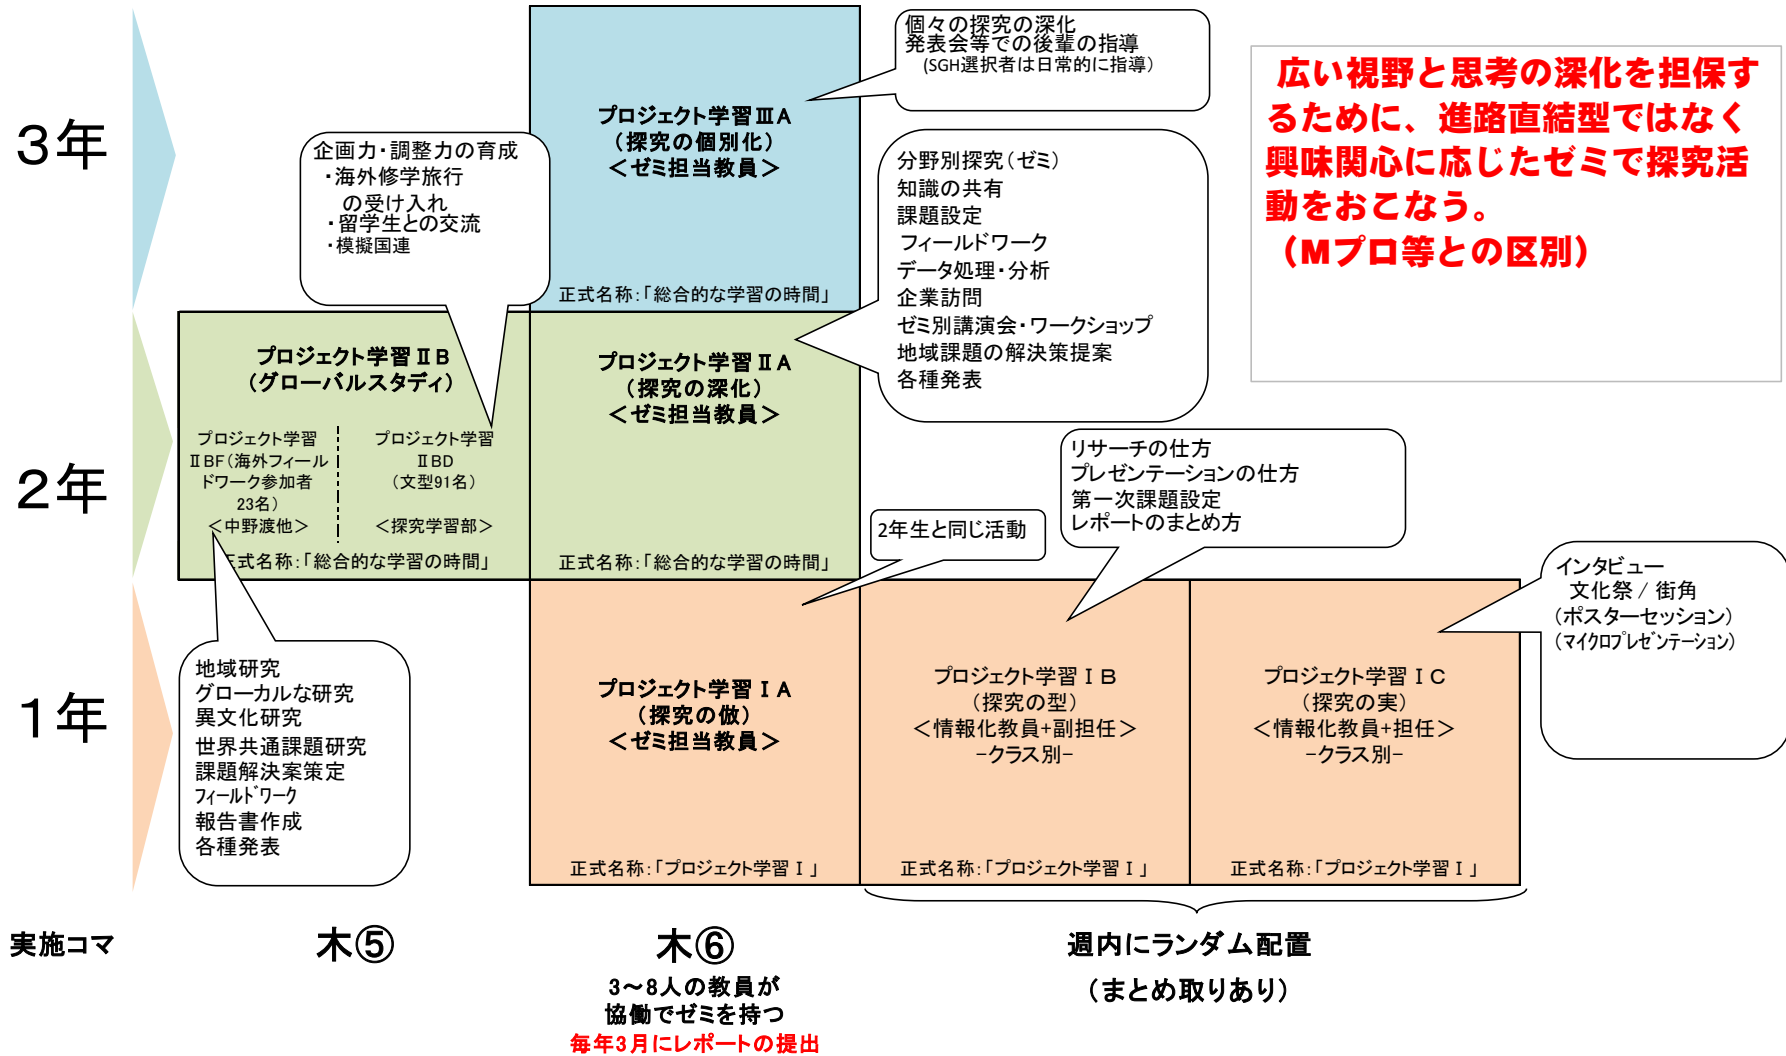 3年
2年
1年
実施コマ
プロジェクト学習ⅢA
（探究の個別化）
＜ゼミ担当教員＞
正式名称：「総合的な学習の時間」
個々の探究の深化
発表会等での後輩の指導
（SGH選択者は日常的に指導）
広い視野と思考の深化を担保す
るために、進路直結型ではなく
興味関心に応じたゼミで探究活
動をおこなう。
（Mプロ等との区別）
企画力・調整力の育成
・海外修学旅行
の受け入れ
・留学生との交流
・模擬国連
分野別探究（ゼミ）
知識の共有
課題設定
フィールドワーク
データ処理・分析
企業訪問
ゼミ別講演会・ワークショップ
地域課題の解決策提案
各種発表
プロジェクト学習ⅡB
（グローバルスタディ）
プロジェクト学習
ⅡBF（海外フィール
ドワーク参加者
23名）
＜中野渡他＞
プロジェクト学習
ⅡBD
（文型91名）
＜探究学習部＞
正式名称：「総合的な学習の時間」
プロジェクト学習ⅡA
（探究の深化）
＜ゼミ担当教員＞
正式名称：「総合的な学習の時間」
2年生と同じ活動
リサーチの仕方
プレゼンテーションの仕方
第一次課題設定
レポートのまとめ方
インタビュー
文化祭／街角
（ポスターセッション）
（マイクロプレゼンテーション）
地域研究
グローカルな研究
異文化研究
世界共通課題研究
課題解決案策定
フィールドワーク
報告書作成
各種発表
プロジェクト学習ⅠA
（探究の倣）
＜ゼミ担当教員＞
正式名称：「プロジェクト学習Ⅰ」
プロジェクト学習ⅠB
（探究の型）
＜情報化教員+副担任＞
−クラス別−
正式名称：「プロジェクト学習Ⅰ」
プロジェクト学習ⅠC
（探究の実）
＜情報化教員+担任＞
−クラス別−
正式名称：「プロジェクト学習Ⅰ」
木⑤
木⑥
3～8人の教員が
協働でゼミを持つ
毎年3月にレポートの提出
週内にランダム配置
（まとめ取りあり）